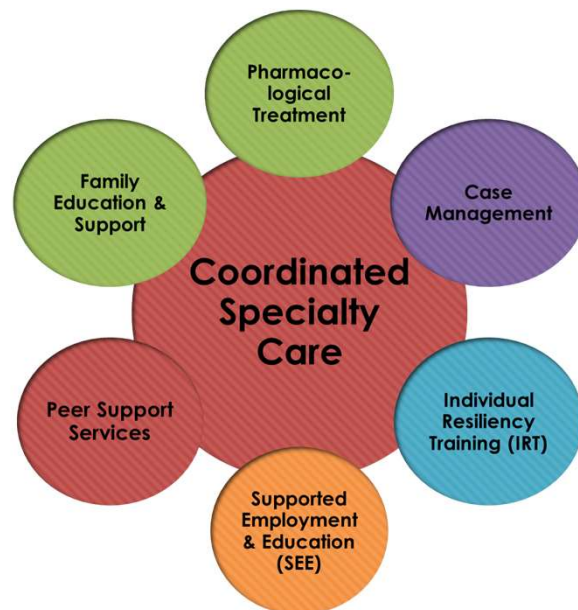 Pharmaco-
logical
Treatment
Family
Education &
Support
Case
Management
Coordinated
Specialty
Care
Peer Support
Services
Individual
Resiliency
Training (IRT)
Supported
Employment
& Education
(SEE)